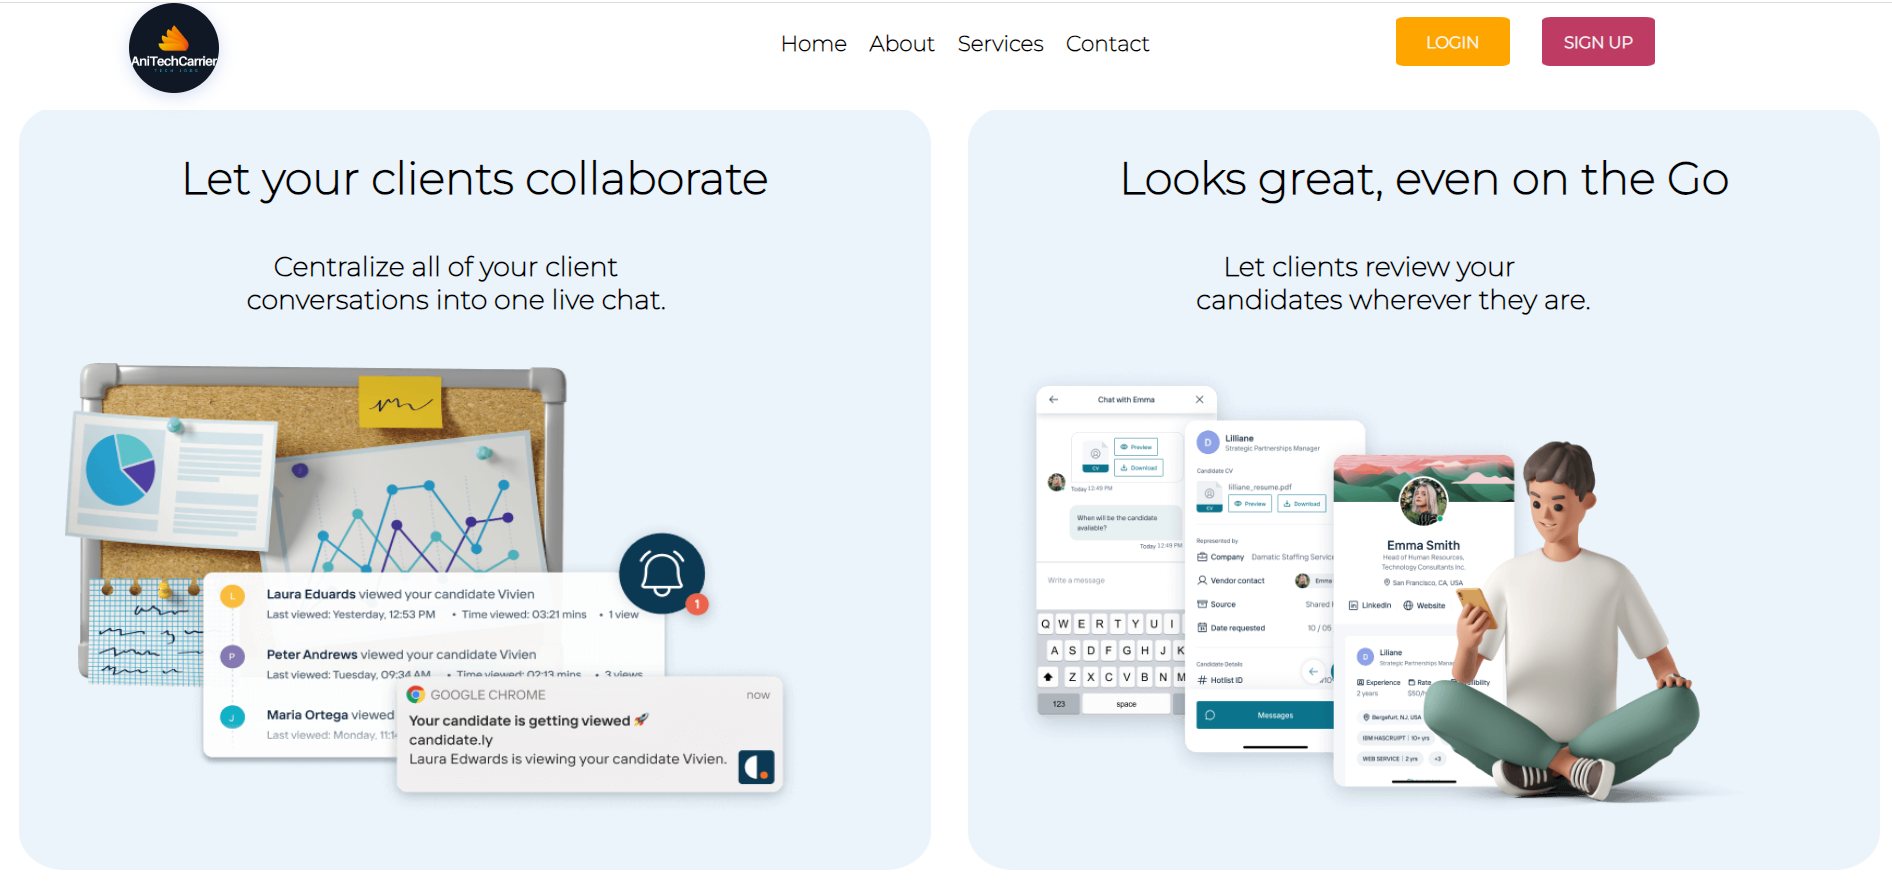 AniTechCarrier
TECH JOBS
Home About Services Contact
LOGIN
SIGN UP
Let your clients collaborate
Centralize all of your client
conversations into one live chat.
L
Laura Eduards viewed your candidate Vivien
Last viewed: Yesterday, 12:53 PM • Time viewed: 03:21 mins • 1 view
1
P
Peter Andrews viewed your candidate Vivien
Last viewed: Tuesday, 09:34 AM • Time viewed: 02:13 mins • 3 views
J
Maria Ortega viewed
Last viewed: Monday, 11:14
GOOGLE CHROME now
Your candidate is getting viewed 🚀
candidate.ly
Laura Edwards is viewing your candidate Vivien.
Looks great, even on the Go
Let clients review your
candidates wherever they are.
Chat with Emma
CV
Preview
Download
Today 12:49 PM
When will be the candidate
available?
Today 12:49 PM
Write a message
Q W E R T Y U I
A S D F G H J K
Z X C V B N M
123 space
D
Lilliane
Strategic Partnerships Manager
Candidate CV
CV
lilliane_resume.pdf
Preview Download
Represented by
Company Damatic Staffing Service
Vendor contact Emma
Source Shared
Date requested 10 / 05
Candidate Details
# Hotlist ID
Messages
Emma Smith
Head of Human Resources,
Technology Consultants Inc.
San Francisco, CA, USA
LinkedIn Website
D
Liliane
Strategic Partnerships
Experience Rate
2 years $50/
Bergefurt, NJ, USA
IBM HASCRUIPT | 10+ yrs
WEB SERVICE | 2 yrs +3